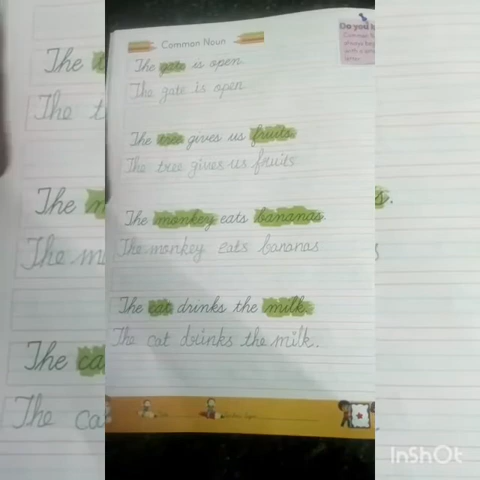 Common Noun
The gate is open.
The gate is open
The tree gives us fruits.
The tree gives us fruits
The monkey eats bananas.
The monkey eats bananas
The cat drinks the milk.
The cat drinks the milk.
InShOt